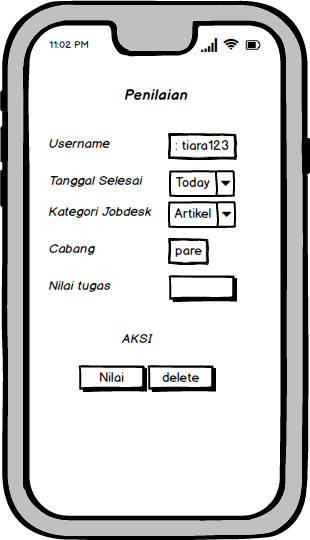 11:02 PM
Penilaian
Username : tiara123
Tanggal Selesai Today
Kategori Jobdesk Artikel
Cabang pare
Nilai tugas
AKSI
Nilai delete